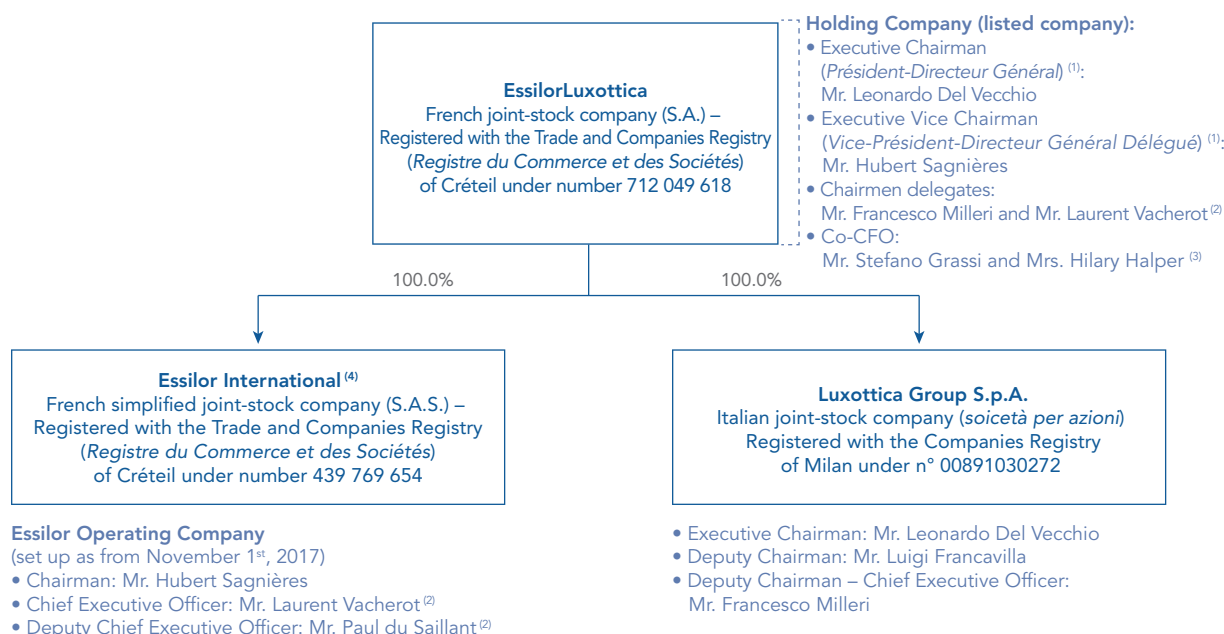 EssilorLuxottica
French joint-stock company (S.A.) –
Registered with the Trade and Companies Registry
(Registre du Commerce et des Sociétés)
of Créteil under number 712 049 618
Holding Company (listed company):
• Executive Chairman
(Président-Directeur Général) (1):
Mr. Leonardo Del Vecchio
• Executive Vice Chairman
(Vice-Président-Directeur Général Délégué) (1):
Mr. Hubert Sagnières
• Chairmen delegates:
Mr. Francesco Milleri and Mr. Laurent Vacherot (2)
• Co-CFO:
Mr. Stefano Grassi and Mrs. Hilary Halper (3)
100.0%
100.0%
Essilor International (4)
French simplified joint-stock company (S.A.S.) –
Registered with the Trade and Companies Registry
(Registre du Commerce et des Sociétés)
of Créteil under number 439 769 654
Luxottica Group S.p.A.
Italian joint-stock company (soicetà per azioni)
Registered with the Companies Registry
of Milan under n° 00891030272
Essilor Operating Company
(set up as from November 1st, 2017)
• Chairman: Mr. Hubert Sagnières
• Chief Executive Officer: Mr. Laurent Vacherot (2)
• Deputy Chief Executive Officer: Mr. Paul du Saillant (2)
• Executive Chairman: Mr. Leonardo Del Vecchio
• Deputy Chairman: Mr. Luigi Francavilla
• Deputy Chairman – Chief Executive Officer:
Mr. Francesco Milleri